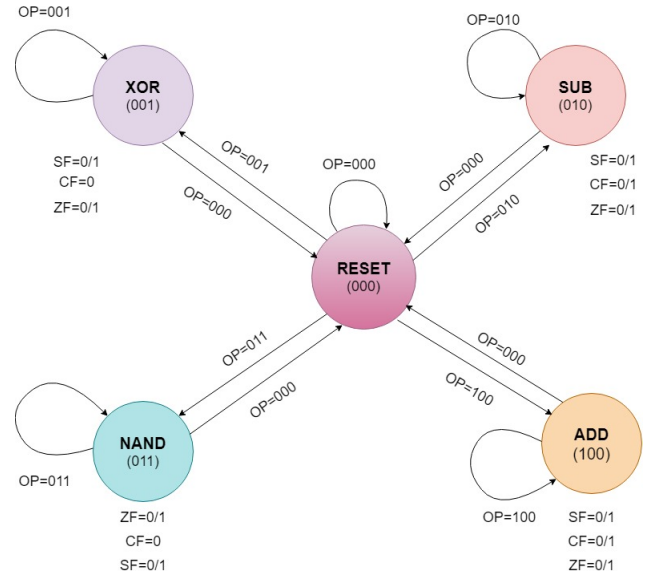 OP=001
OP=010
XOR
(001)
SUB
(010)
SF=0/1
CF=0
ZF=0/1
OP=001
OP=000
OP=000
OP=000
OP=010
SF=0/1
CF=0/1
ZF=0/1
RESET
(000)
OP=011
OP=000
OP=000
OP=100
NAND
(011)
OP=011
ADD
(100)
OP=100
ZF=0/1
CF=0
SF=0/1
SF=0/1
CF=0/1
ZF=0/1